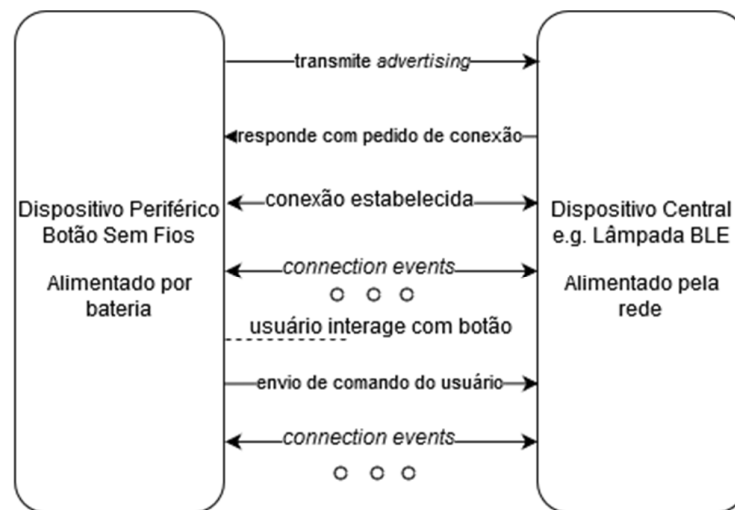 transmite advertising
responde com pedido de conexão
Dispositivo Periférico
Botão Sem Fios
Alimentado por
bateria
conexão estabelecida
Dispositivo Central
e.g. Lâmpada BLE
Alimentado pela
rede
connection events
usuário interage com botão
envio de comando do usuário
connection events